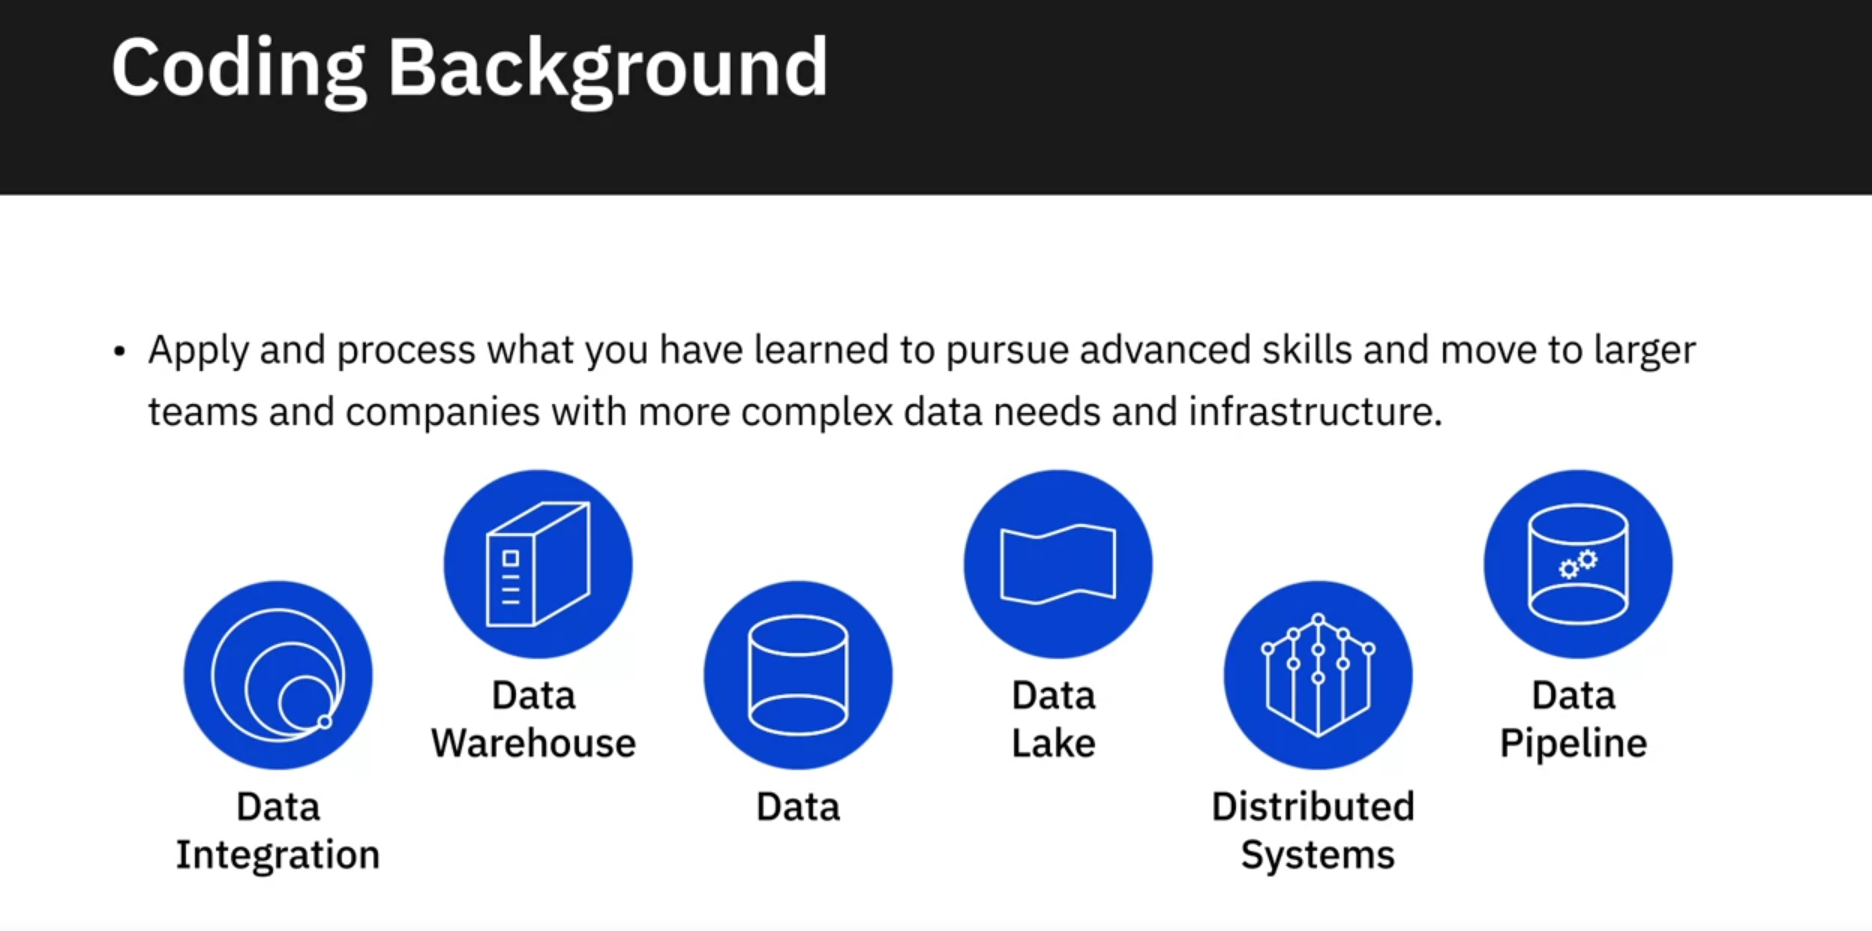 Coding Background
• Apply and process what you have learned to pursue advanced skills and move to larger
teams and companies with more complex data needs and infrastructure.
Data
Integration
Data
Warehouse
Data
Data
Lake
Distributed
Systems
Data
Pipeline